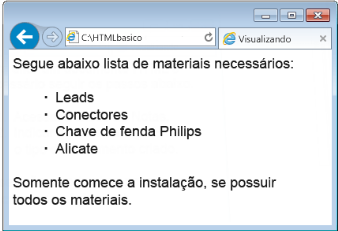 C:\HTMLbasico
Visualizando
Segue abaixo lista de materiais necessários:
· Leads
· Conectores
· Chave de fenda Philips
· Alicate
Somente comece a instalação, se possuir
todos os materiais.